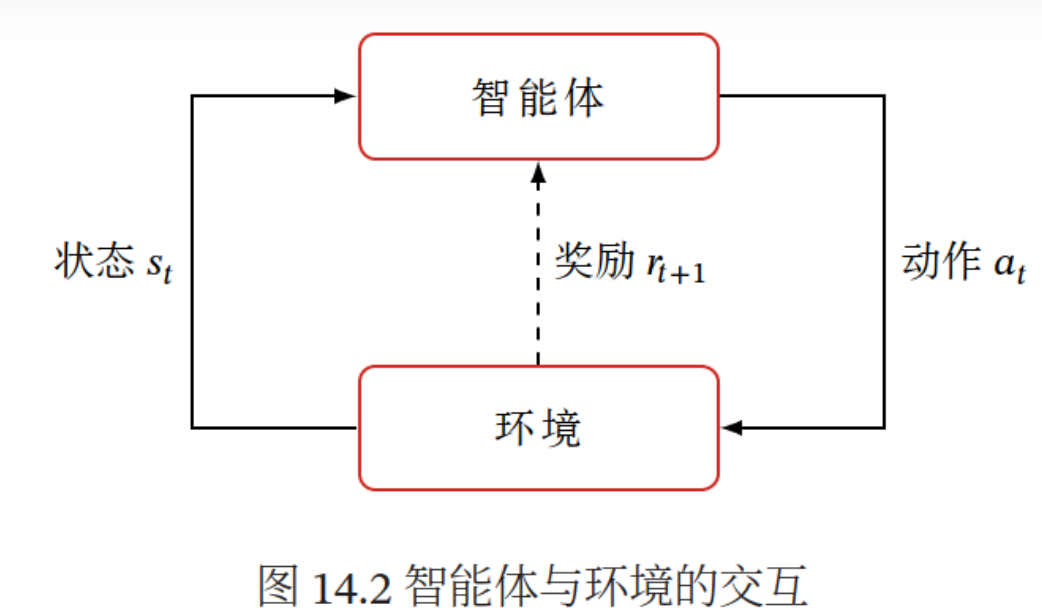 智能体
状态 s_t
奖励 r_{t+1}
动作 a_t
环境
图 14.2 智能体与环境的交互